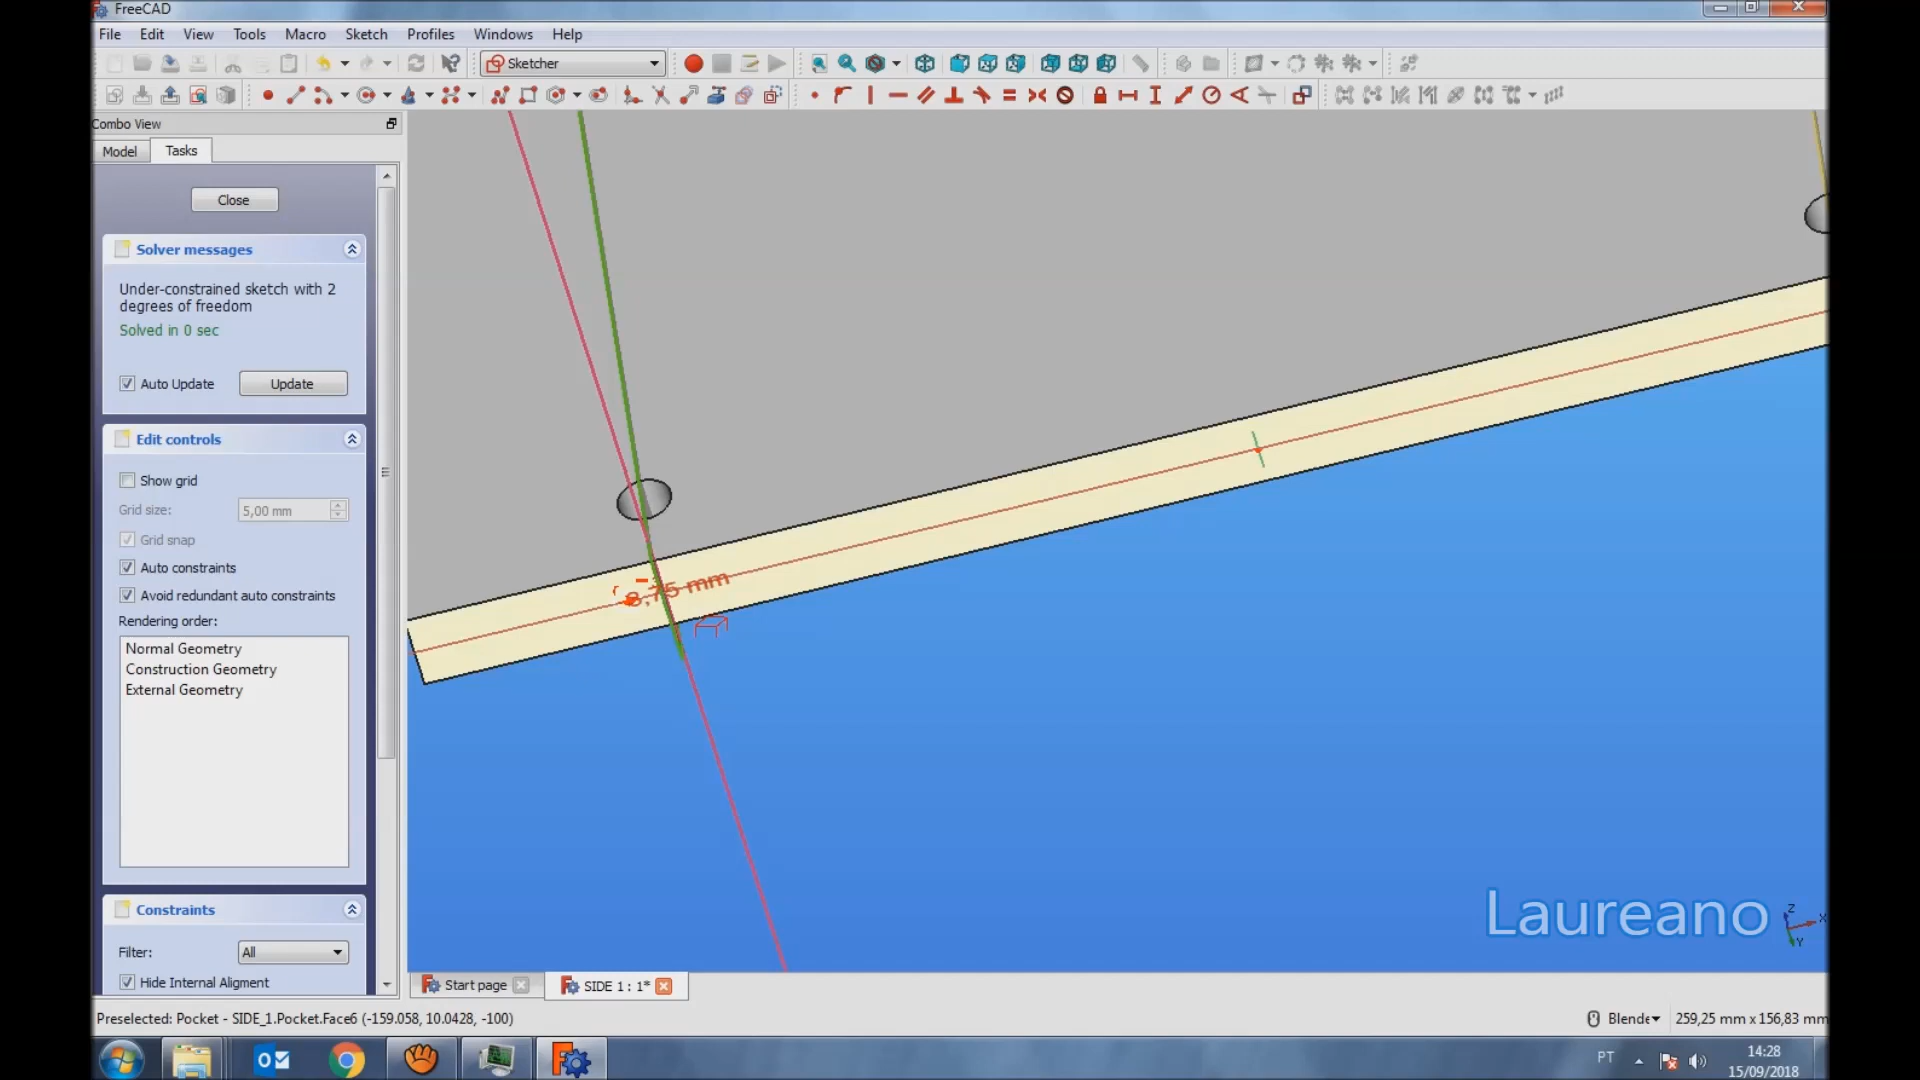 FreeCAD
File Edit View Tools Macro Sketch Profiles Windows Help
Sketcher
Combo View
Model Tasks
Close
Solver messages
Under-constrained sketch with 2
degrees of freedom
Solved in 0 sec
Auto Update Update
Edit controls
Show grid
Grid size: 5,00 mm
Grid snap
Auto constraints
Avoid redundant auto constraints
Rendering order:
Normal Geometry
Construction Geometry
External Geometry
Constraints
Filter: All
Hide Internal Aligment
8,75 mm
Laureano
Z
X
Y
Start page SIDE 1 : 1*
Preselected: Pocket - SIDE_1.Pocket.Face6 (-159.058, 10.0428, -100)
Blende 259,25 mm x 156,83 mm
PT 14:28
15/09/2018